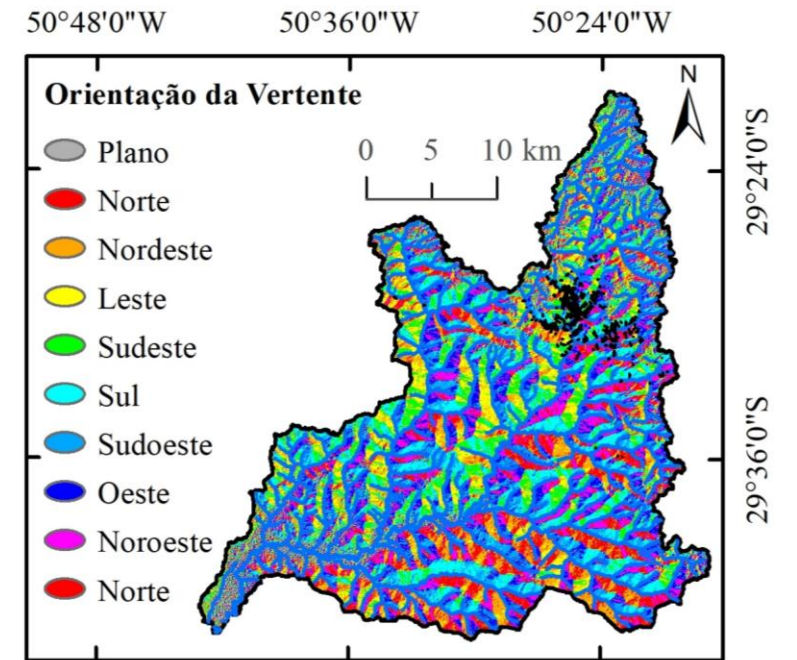 50°48'0"W 50°36'0"W 50°24'0"W
Orientação da Vertente
N
Plano
0 5 10 km
29°24'0"S
Norte
Nordeste
Leste
Sudeste
Sul
Sudoeste
29°36'0"S
Oeste
Noroeste
Norte